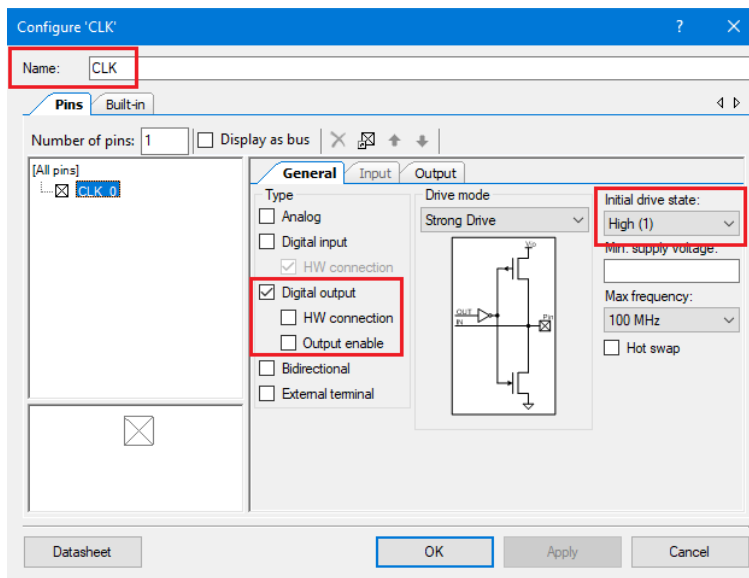 Configure 'CLK'
Name: CLK
Pins Built-in
Number of pins: 1 Display as bus
[All pins]
CLK_0
General Input Output
Type
Analog
Digital input
HW connection
Digital output
HW connection
Output enable
Bidirectional
External terminal
Drive mode
Strong Drive
Vio
OUT
IN
Pin
Initial drive state:
High (1)
Min. supply voltage:
Max frequency:
100 MHz
Hot swap
Datasheet OK Apply Cancel